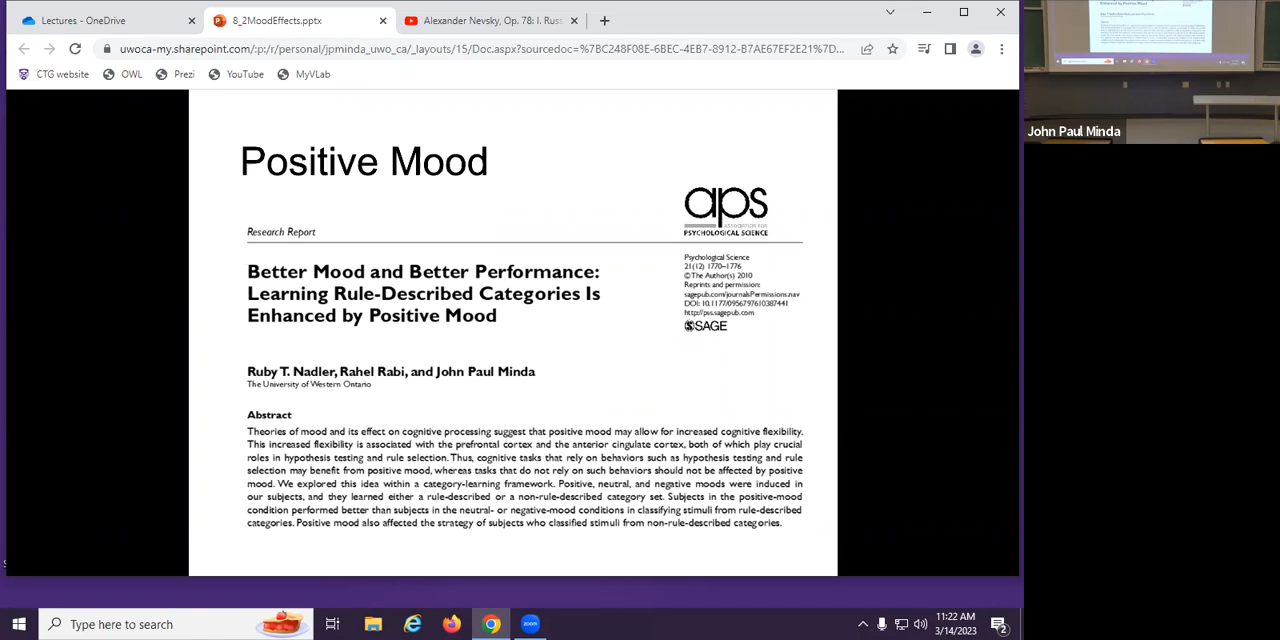 Lectures - OneDrive
8_2MoodEffects.pptx
Alexander Nevsky, Op. 78: I. Russ
uwoca-my.sharepoint.com/:p:/r/personal/jpminda_uwo_ca/_layouts/15/Doc.aspx?sourcedoc=%7BC248F08E-6BEC-4EB7-8912-B7AE67EF2E21%7D...
CTG website
OWL
Prezi
YouTube
MyVLab
Positive Mood
aps
ASSOCIATION FOR
PSYCHOLOGICAL SCIENCE
Research Report
Better Mood and Better Performance:
Learning Rule-Described Categories Is
Enhanced by Positive Mood
Psychological Science
21(12) 1770–1776
©The Author(s) 2010
Reprints and permission:
sagepub.com/journalsPermissions.nav
DOI: 10.1177/0956797610387441
http://pss.sagepub.com
SAGE
Ruby T. Nadler, Rahel Rabi, and John Paul Minda
The University of Western Ontario
Abstract
Theories of mood and its effect on cognitive processing suggest that positive mood may allow for increased cognitive flexibility.
This increased flexibility is associated with the prefrontal cortex and the anterior cingulate cortex, both of which play crucial
roles in hypothesis testing and rule selection. Thus, cognitive tasks that rely on behaviors such as hypothesis testing and rule
selection may benefit from positive mood, whereas tasks that do not rely on such behaviors should not be affected by positive
mood. We explored this idea within a category-learning framework. Positive, neutral, and negative moods were induced in
our subjects, and they learned either a rule-described or a non-rule-described category set. Subjects in the positive-mood
condition performed better than subjects in the neutral- or negative-mood conditions in classifying stimuli from rule-described
categories. Positive mood also affected the strategy of subjects who classified stimuli from non-rule-described categories.
John Paul Minda
Type here to search
zoom
11:22 AM
3/14/2023
2